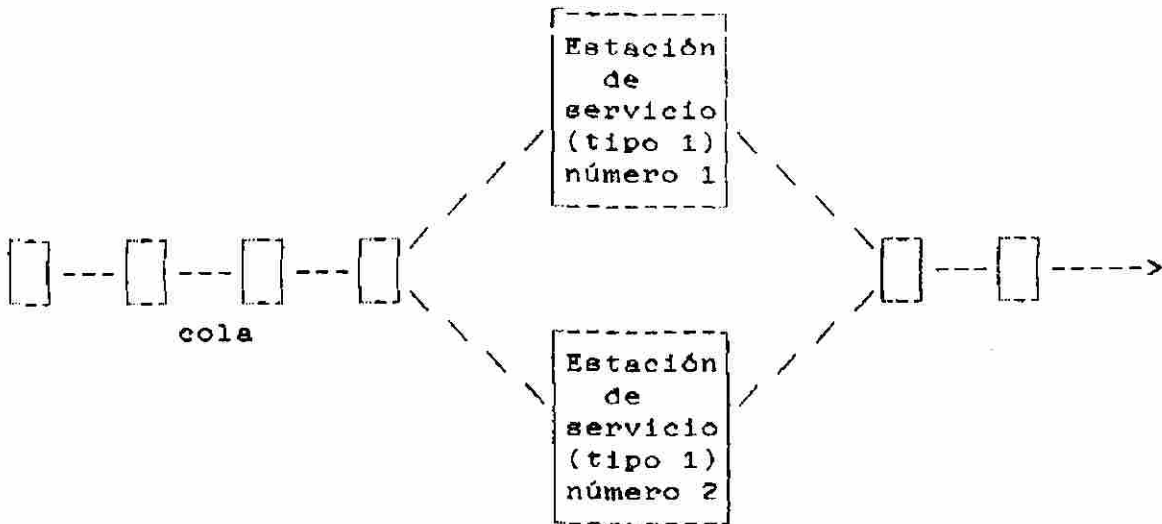 Estación
de
servicio
(tipo 1)
número 1
cola
Estación
de
servicio
(tipo 1)
número 2